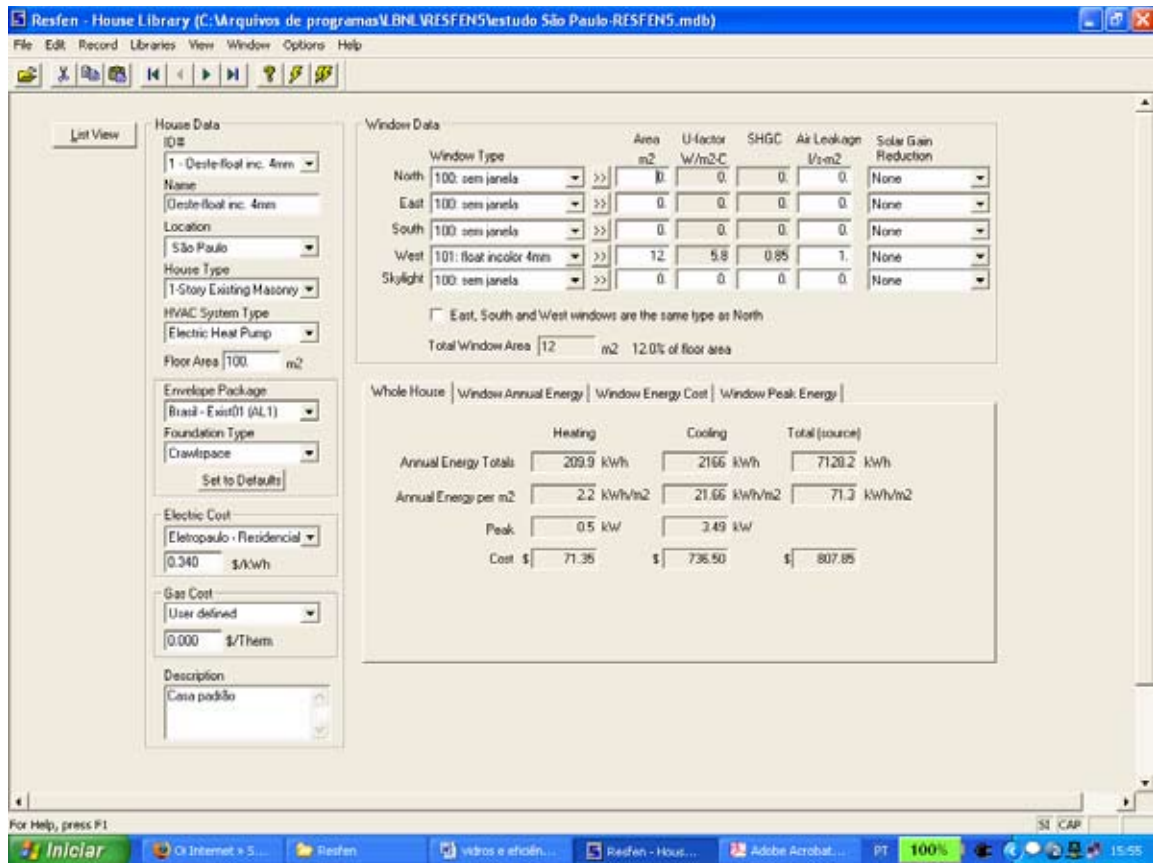 Resfen - House Library (C:\Arquivos de programas\LBNL\RESFEN5\estudo São Paulo-RESFEN5.mdb)
File Edit Record Libraries View Window Options Help
List View
House Data
ID#
1 - Oeste-float inc. 4mm
Name
Oeste-float inc. 4mm
Location
São Paulo
House Type
1-Story Existing Masonry
HVAC System Type
Electric Heat Pump
Floor Area 100. m2
Envelope Package
Brasil - Exist01 (AL1)
Foundation Type
Crawlspace
Set to Defaults
Electric Cost
Eletropaulo - Residencial
0.340 $/kWh
Gas Cost
User defined
0.000 $/Therm
Description
Casa padrão
Window Data
Window Type Area m2 U-factor W/m2-C SHGC Air Leakage l/s-m2 Solar Gain Reduction
North 100: sem janela >> 0. 0. 0. 0. None
East 100: sem janela >> 0. 0. 0. 0. None
South 100: sem janela >> 0. 0. 0. 0. None
West 101: float incolor 4mm >> 12. 5.8 0.85 1. None
Skylight 100: sem janela >> 0. 0. 0. 0. None
East, South and West windows are the same type as North
Total Window Area 12 m2 12.0% of floor area
Whole House Window Annual Energy Window Energy Cost Window Peak Energy
Heating Cooling Total (source)
Annual Energy Totals 209.9 kWh 2166 kWh 7128.2 kWh
Annual Energy per m2 2.2 kWh/m2 21.66 kWh/m2 71.3 kWh/m2
Peak 0.5 kW 3.49 kW
Cost $ 71.35 $ 736.50 $ 807.85
For Help, press F1
SI CAP
Iniciar Oi Internet » S... Resfen vidros e eficiên... Resfen - Hous... Adobe Acrobat... PT 100% 15:55